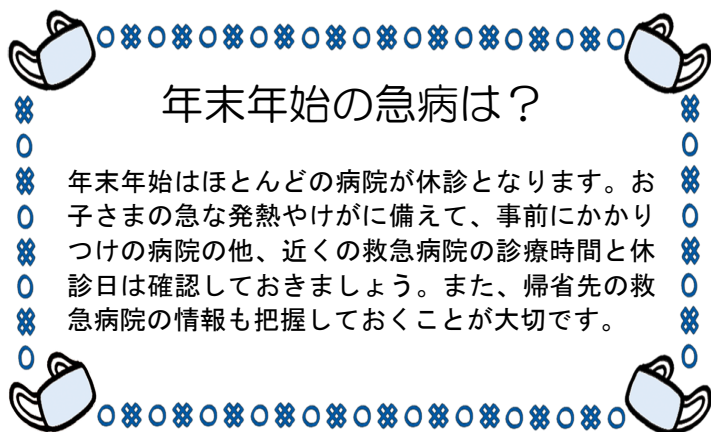 年末年始の急病は？
年末年始はほとんどの病院が休診となります。お
子さまの急な発熱やけがに備えて、事前にかかり
つけの病院の他、近くの救急病院の診療時間と休
診日は確認しておきましょう。また、帰省先の救
急病院の情報も把握しておくことが大切です。